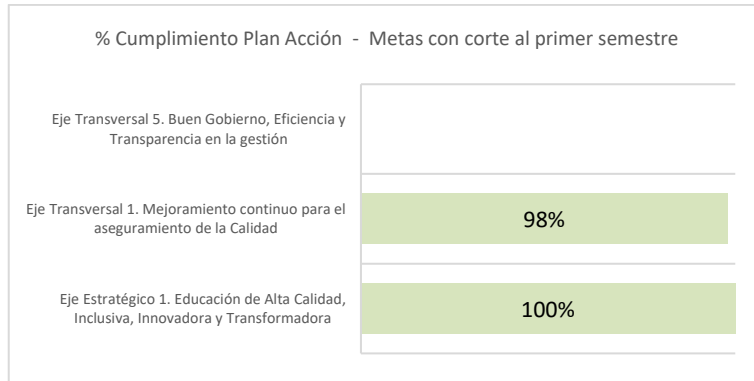 % Cumplimiento Plan Acción - Metas con corte al primer semestre
Eje Transversal 5. Buen Gobierno, Eficiencia y
Transparencia en la gestión
Eje Transversal 1. Mejoramiento continuo para el
aseguramiento de la Calidad
98%
Eje Estratégico 1. Educación de Alta Calidad,
Inclusiva, Innovadora y Transformadora
100%